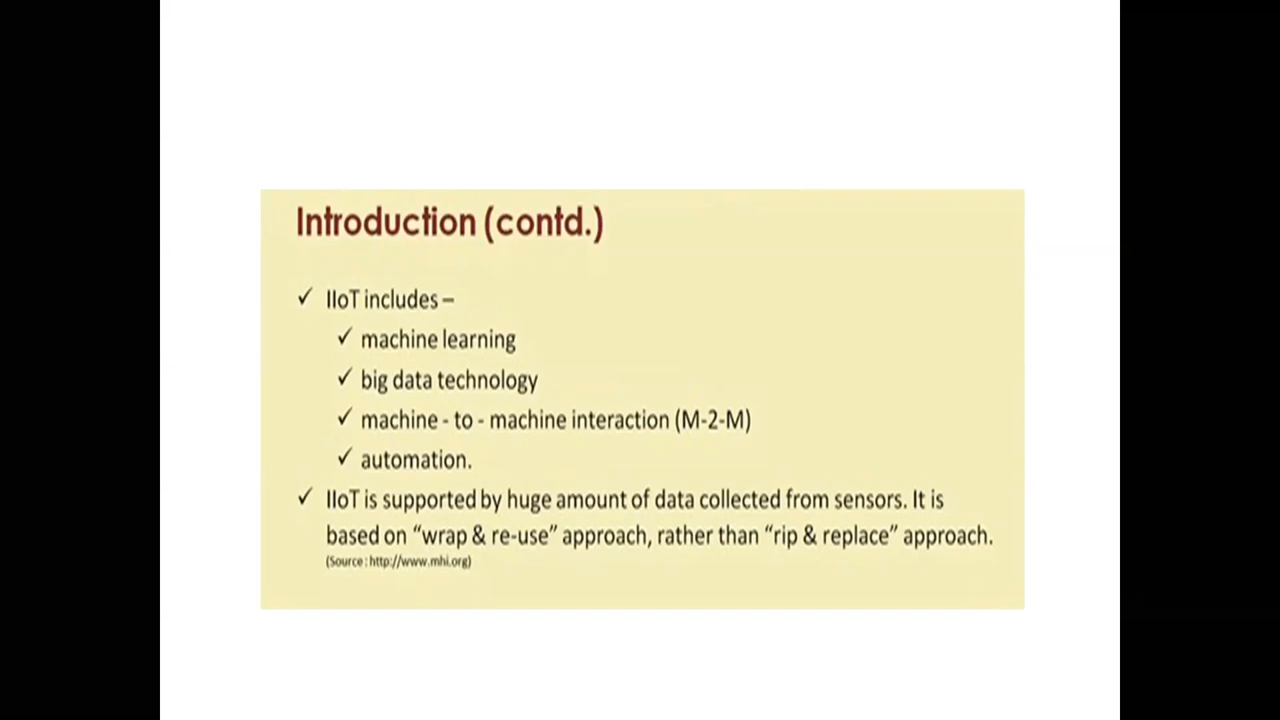 Introduction (contd.)
✓ IIoT includes –
✓ machine learning
✓ big data technology
✓ machine - to - machine interaction (M-2-M)
✓ automation.
✓ IIoT is supported by huge amount of data collected from sensors. It is
based on “wrap & re-use” approach, rather than “rip & replace” approach.
(Source : http://www.mhi.org)